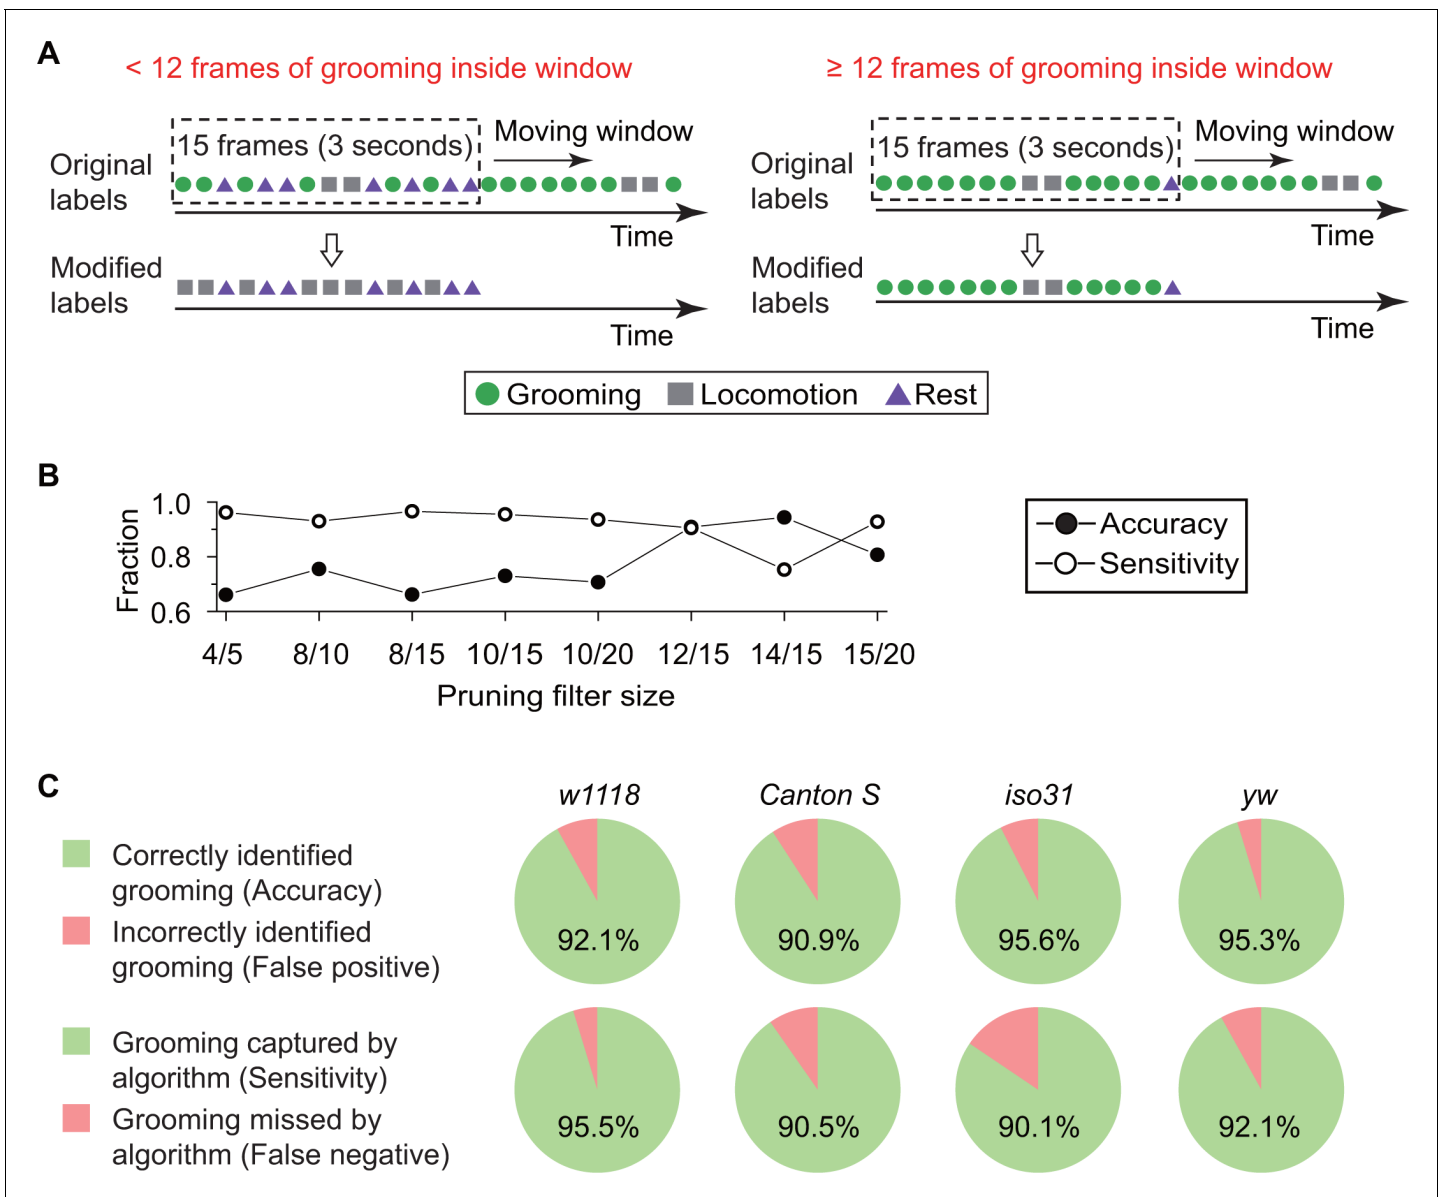 A
< 12 frames of grooming inside window
≥ 12 frames of grooming inside window
15 frames (3 seconds)
Moving window
Original
labels
Time
Modified
labels
Time
15 frames (3 seconds)
Moving window
Original
labels
Time
Modified
labels
Time
Grooming Locomotion Rest
B
Fraction
1.0
0.8
0.6
4/5 8/10 8/15 10/15 10/20 12/15 14/15 15/20
Pruning filter size
Accuracy
Sensitivity
C
w1118 Canton S iso31 yw
Correctly identified
grooming (Accuracy)
Incorrectly identified
grooming (False positive)
92.1% 90.9% 95.6% 95.3%
Grooming captured by
algorithm (Sensitivity)
Grooming missed by
algorithm (False negative)
95.5% 90.5% 90.1% 92.1%